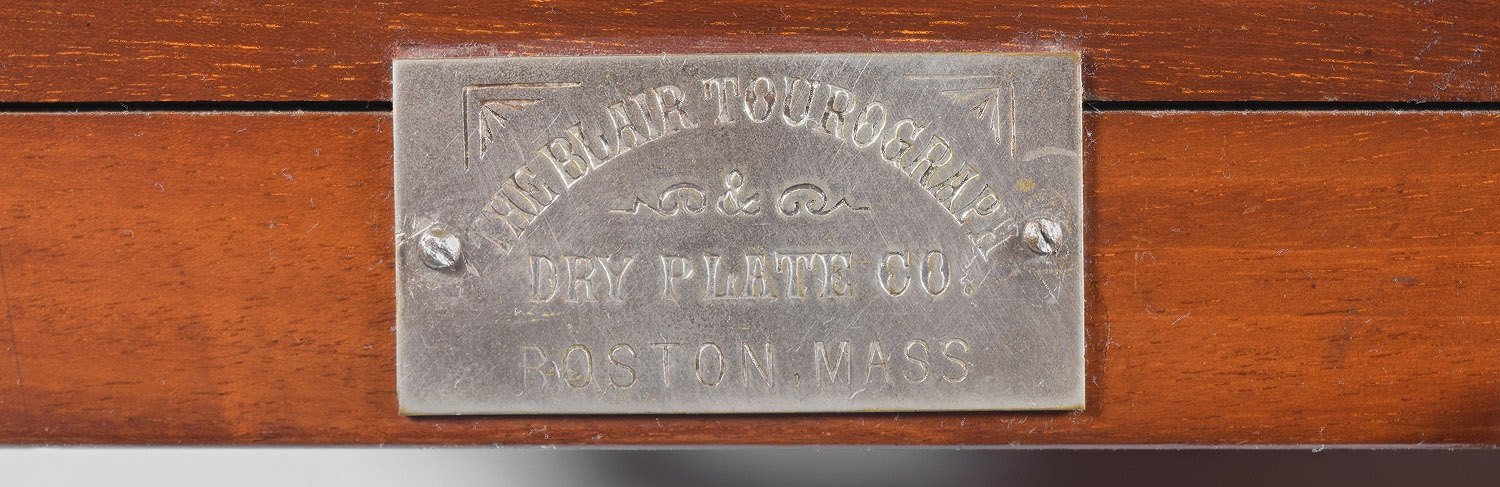 THE BLAIR TOUROGRAPH
&
DRY PLATE CO.
BOSTON, MASS